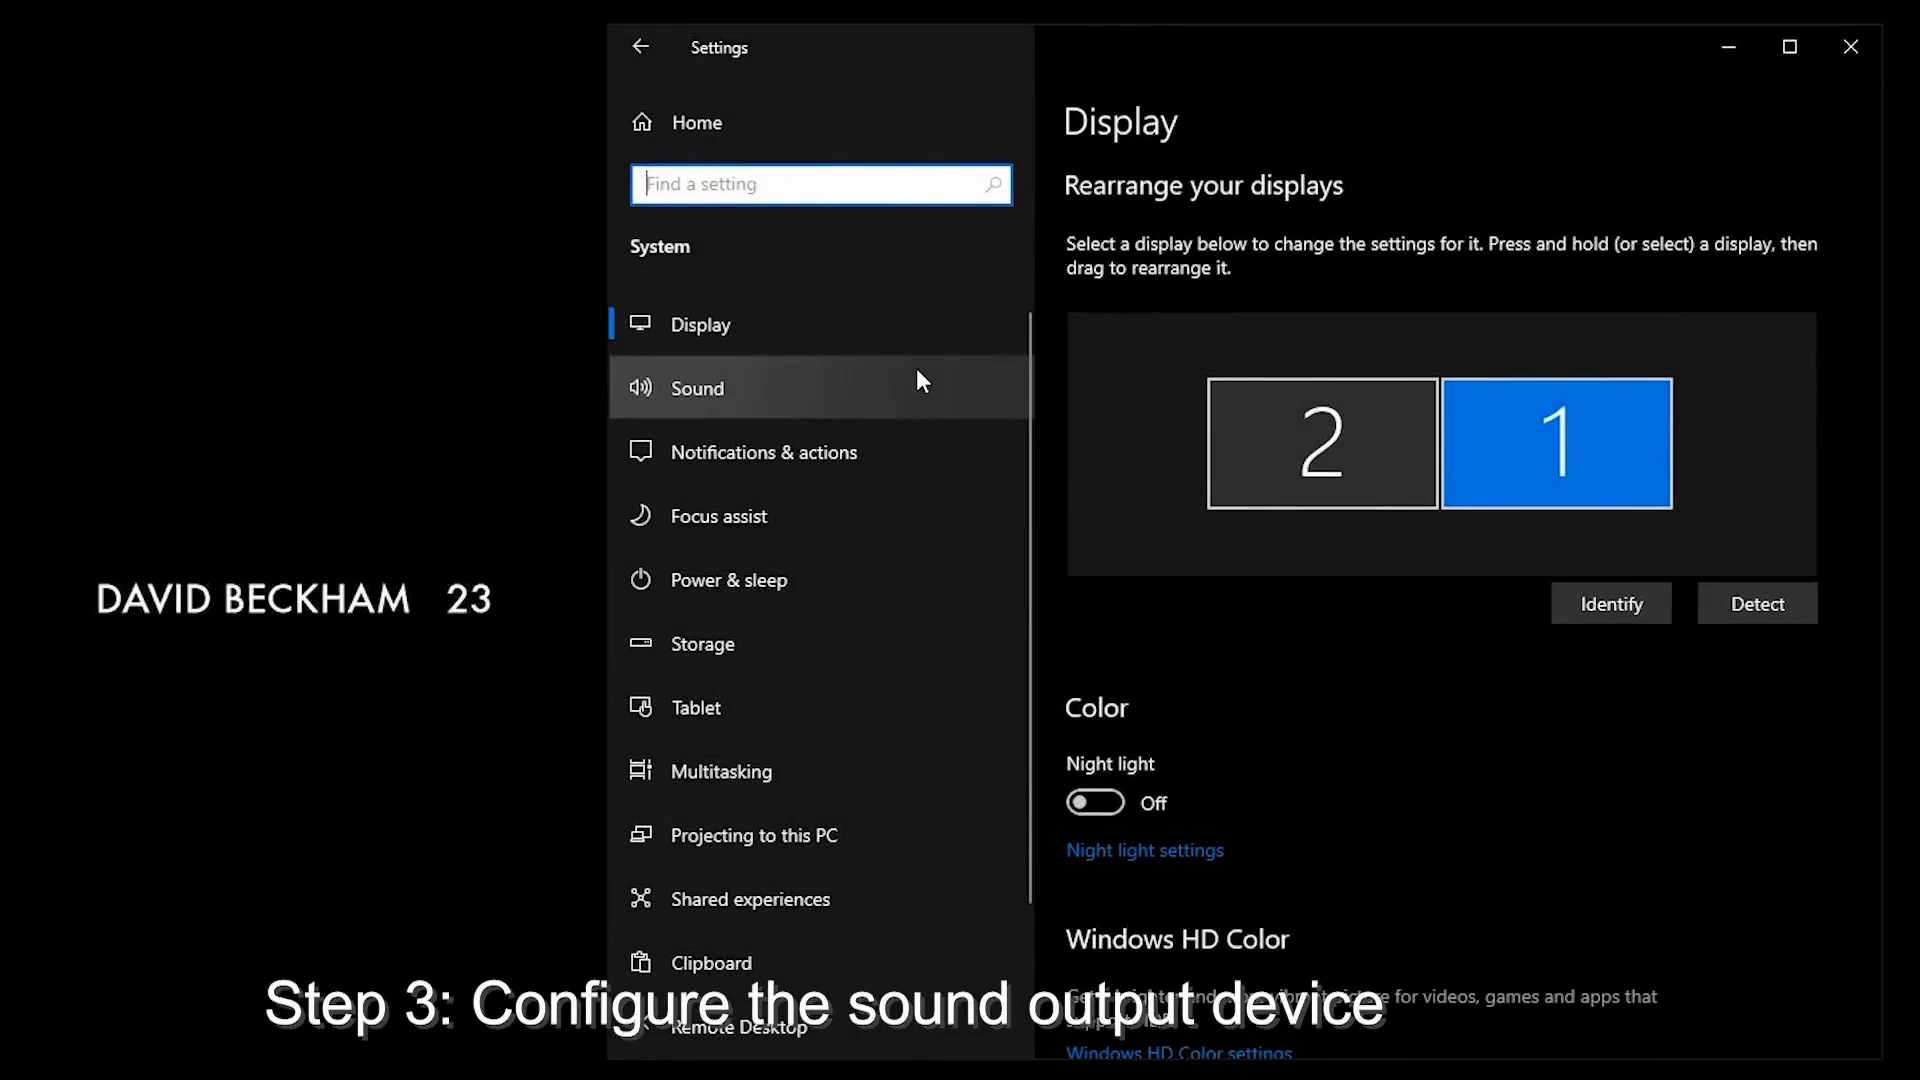 Settings
Home
Find a setting
System
Display
Sound
Notifications & actions
Focus assist
Power & sleep
Storage
Tablet
Multitasking
Projecting to this PC
Shared experiences
Clipboard
Remote Desktop
Display
Rearrange your displays
Select a display below to change the settings for it. Press and hold (or select) a display, then
drag to rearrange it.
2 1
Identify Detect
Color
Night light
Off
Night light settings
Windows HD Color
picture for videos, games and apps that
Windows HD Color settings
DAVID BECKHAM 23
Step 3: Configure the sound output device